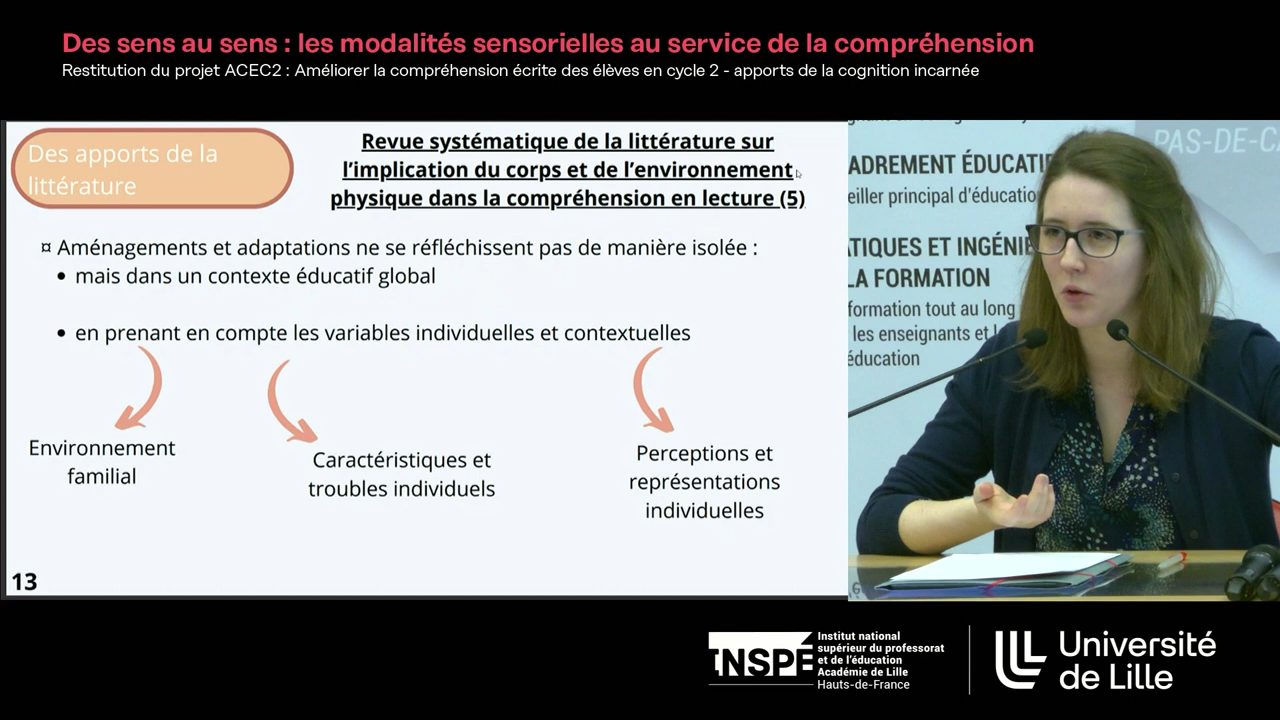 Des sens au sens : les modalités sensorielles au service de la compréhension
Restitution du projet ACEC2 : Améliorer la compréhension écrite des élèves en cycle 2 - apports de la cognition incarnée
Des apports de la
littérature
Revue systématique de la littérature sur
l'implication du corps et de l'environnement
physique dans la compréhension en lecture (5)
¤ Aménagements et adaptations ne se réfléchissent pas de manière isolée :
• mais dans un contexte éducatif global
• en prenant en compte les variables individuelles et contextuelles
Environnement
familial
Caractéristiques et
troubles individuels
Perceptions et
représentations
individuelles
13
PAS-DE-CA
ADREMENT ÉDUCATIF
eiller principal d'éducation
TIQUES ET INGÉNIE
LA FORMATION
formation tout au long
les enseignants et
éducation
INSPÉ
Institut national
supérieur du professorat
et de l'éducation
Académie de Lille
Hauts-de-France
Université
de Lille